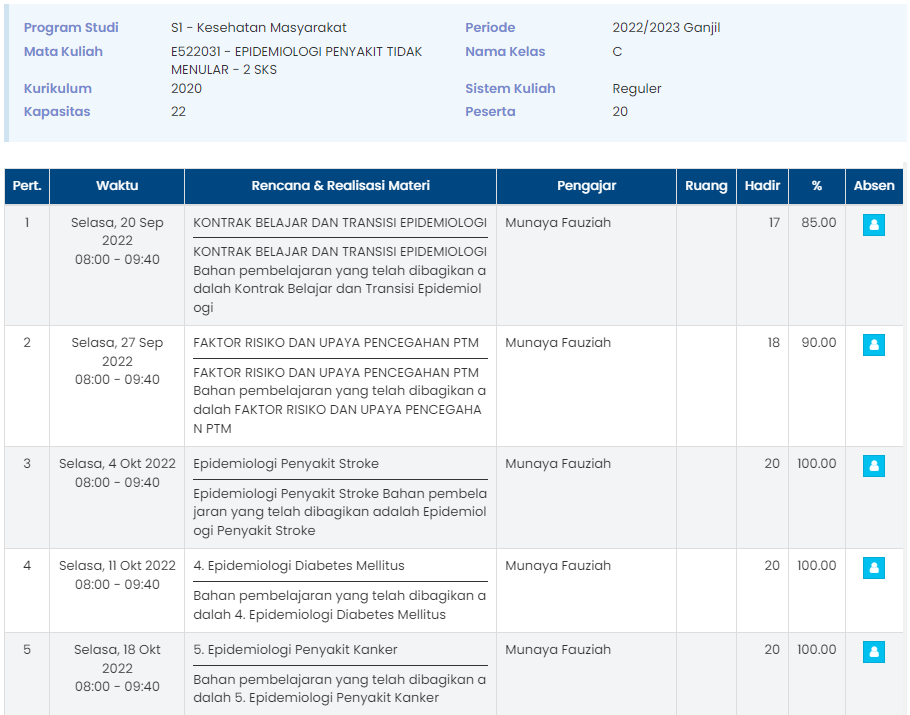 Program Studi S1 - Kesehatan Masyarakat Periode 2022/2023 Ganjil
Mata Kuliah E522031 - EPIDEMIOLOGI PENYAKIT TIDAK Nama Kelas C
MENULAR - 2 SKS
Kurikulum 2020 Sistem Kuliah Reguler
Kapasitas 22 Peserta 20
Pert. Waktu Rencana & Realisasi Materi Pengajar Ruang Hadir % Absen
1 Selasa, 20 Sep KONTRAK BELAJAR DAN TRANSISI EPIDEMIOLOGI Munaya Fauziah 17 85.00
2022
08:00 - 09:40
KONTRAK BELAJAR DAN TRANSISI EPIDEMIOLOGI
Bahan pembelajaran yang telah dibagikan a
dalah Kontrak Belajar dan Transisi Epidemiol
ogi
2 Selasa, 27 Sep FAKTOR RISIKO DAN UPAYA PENCEGAHAN PTM Munaya Fauziah 18 90.00
2022
08:00 - 09:40
FAKTOR RISIKO DAN UPAYA PENCEGAHAN PTM
Bahan pembelajaran yang telah dibagikan a
dalah FAKTOR RISIKO DAN UPAYA PENCEGAHA
N PTM
3 Selasa, 4 Okt 2022 Epidemiologi Penyakit Stroke Munaya Fauziah 20 100.00
08:00 - 09:40
Epidemiologi Penyakit Stroke Bahan pembela
jaran yang telah dibagikan adalah Epidemiol
ogi Penyakit Stroke
4 Selasa, 11 Okt 2022 4. Epidemiologi Diabetes Mellitus Munaya Fauziah 20 100.00
08:00 - 09:40
Bahan pembelajaran yang telah dibagikan a
dalah 4. Epidemiologi Diabetes Mellitus
5 Selasa, 18 Okt 5. Epidemiologi Penyakit Kanker Munaya Fauziah 20 100.00
2022
08:00 - 09:40
Bahan pembelajaran yang telah dibagikan a
dalah 5. Epidemiologi Penyakit Kanker